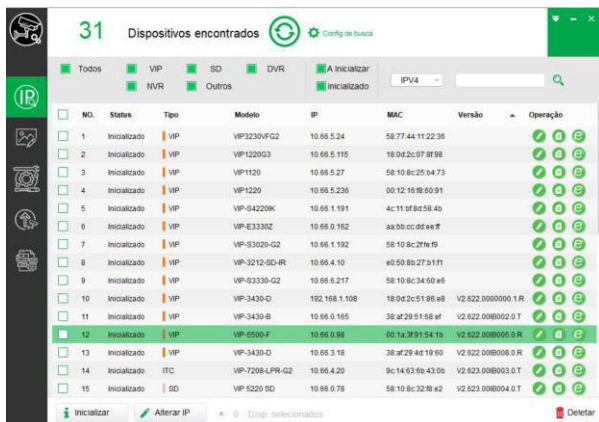 31 Dispositivos encontrados Config de busca
Todos VIP SD DVR A Inicializar
NVR Outros Inicializado IPV4
IP
NO. Status Tipo Modelo IP MAC Versão Operação
1 Inicializado VIP VIP3230VFG2 10.66.5.24 58:77:44:11:22:36
2 Inicializado VIP VIP1220G3 10.66.5.115 18:0d:2c:07:8f:98
3 Inicializado VIP VIP1120 10.66.5.27 58:10:8c:25:b4:73
4 Inicializado VIP VIP1220 10.66.5.236 00:12:16:f8:60:91
5 Inicializado VIP VIP-S4220IK 10.66.1.191 4c:11:bf:8d:58:4b
6 Inicializado VIP VIP-E3330Z 10.66.0.162 aa:bb:cc:dd:ee:ff
7 Inicializado VIP VIP-S3020-G2 10.66.1.192 58:10:8c:2f:fe:f9
8 Inicializado VIP VIP-3212-SD-IR 10.66.4.10 e0:50:8b:27:b1:f1
9 Inicializado VIP VIP-S3330-G2 10.66.6.217 58:10:8c:34:60:e6
10 Inicializado VIP VIP-3430-D 192.168.1.108 18:0d:2c:51:86:e8 V2.622.0000000.1.R
11 Inicializado VIP VIP-3430-B 10.66.0.165 38:af:29:51:68:ef V2.622.00IB002.0.T
12 Inicializado VIP VIP-5500-F 10.66.0.98 00:1a:3f:91:54:1b V2.622.00IB005.0.R
13 Inicializado VIP VIP-3430-D 10.66.3.18 38:af:29:4d:19:60 V2.622.00IB008.0.R
14 Inicializado ITC VIP-7208-LPR-G2 10.66.4.20 9c:14:63:6b:43:0b V2.623.00IB003.0.T
15 Inicializado SD VIP 5220 SD 10.66.0.78 58:10:8c:32:f8:e2 V2.623.00IB004.0.T
Inicializar Alterar IP 0 Disp. selecionados Deletar